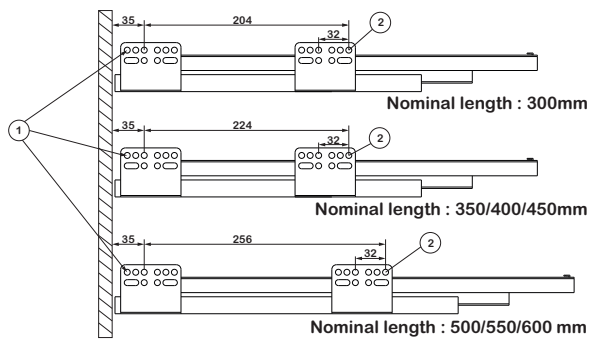 35 204
32 2
Nominal length : 300mm
1
35 224
32 2
Nominal length : 350/400/450mm
35 256
32 2
Nominal length : 500/550/600 mm